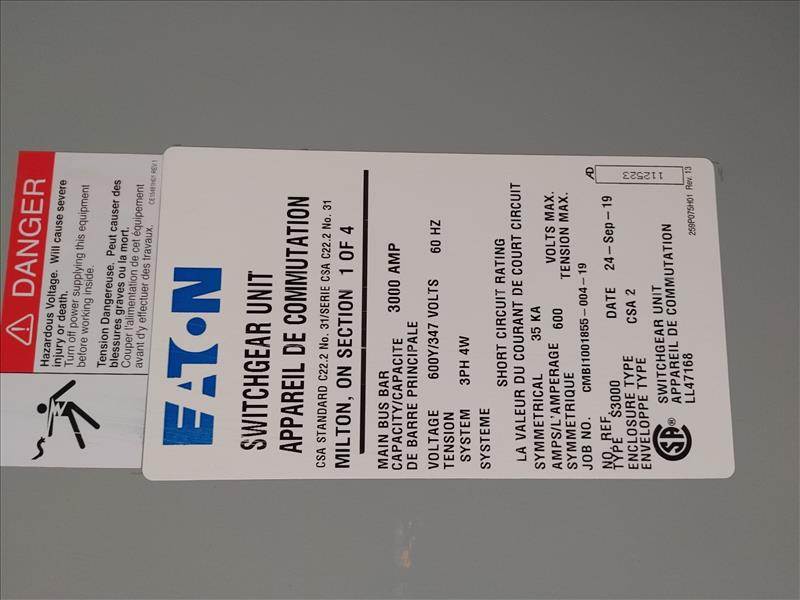 DANGER
Hazardous Voltage. Will cause severe
injury or death.
Turn off power supplying this equipment
before working inside.
Tension Dangereuse. Peut causer des
blessures graves ou la mort.
Couper l'alimentation de cet équipement
avant d'y effectuer des travaux.
EATON
SWITCHGEAR UNIT
APPAREIL DE COMMUTATION
CSA STANDARD C22.2 No. 31/SERIE CSA C22.2 No. 31
MILTON, ON SECTION 1 OF 4
MAIN BUS BAR
CAPACITY/CAPACITE 3000 AMP
DE BARRE PRINCIPALE
VOLTAGE 600Y/347 VOLTS 60 HZ
TENSION
SYSTEM 3PH 4W
SYSTEME
SHORT CIRCUIT RATING
LA VALEUR DU COURANT DE COURT CIRCUIT
SYMMETRICAL 35 KA
AMPS/L'AMPERAGE 600 VOLTS MAX.
SYMMETRIQUE TENSION MAX.
JOB NO. CMBI1001855-004-19
NO REF
TYPE S3000 DATE 24-Sep-19
ENCLOSURE TYPE CSA 2
ENVELOPPE TYPE
SWITCHGEAR UNIT
APPAREIL DE COMMUTATION
LL47168
112523
259P075H01 Rev. 13